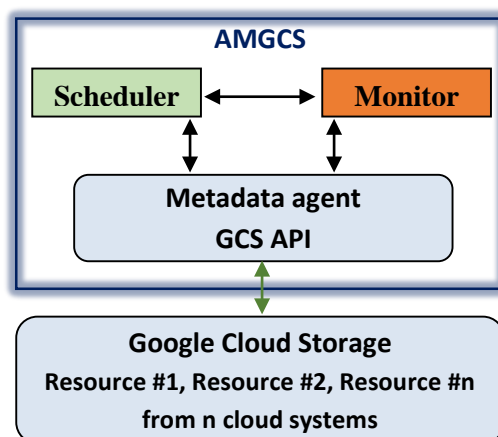 AMGCS
Scheduler
Monitor
Metadata agent
GCS API
Google Cloud Storage
Resource #1, Resource #2, Resource #n
from n cloud systems